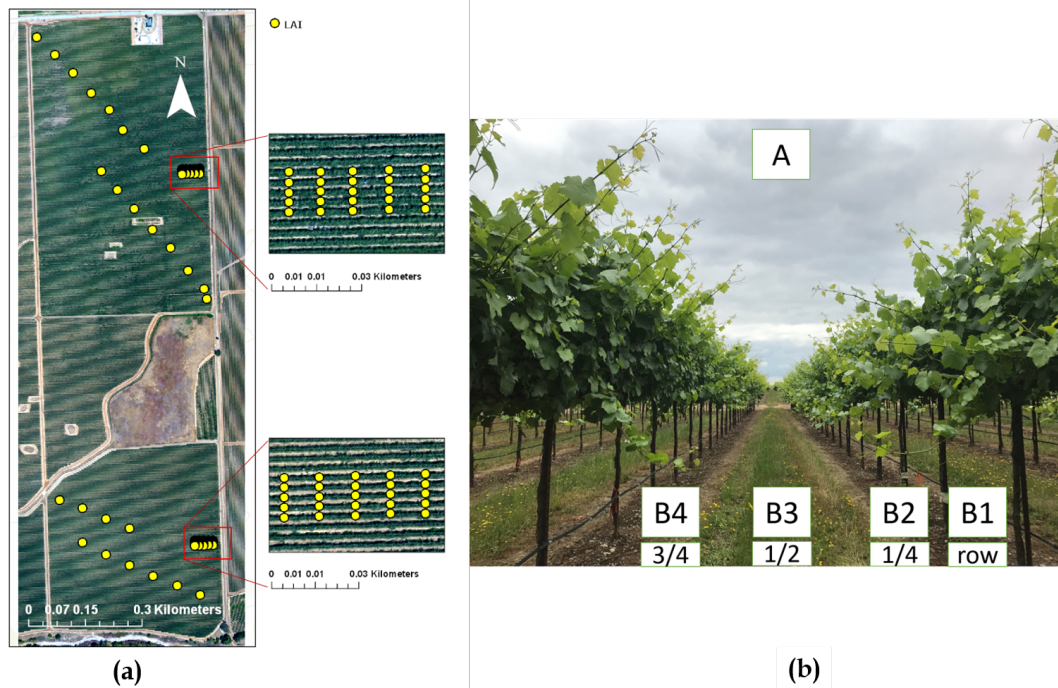 LAI
N
0 0.01 0.01 0.03 Kilometers
0 0.01 0.01 0.03 Kilometers
0 0.07 0.15 0.3 Kilometers
(a)
A
B4 B3 B2 B1
3/4 1/2 1/4 row
(b)